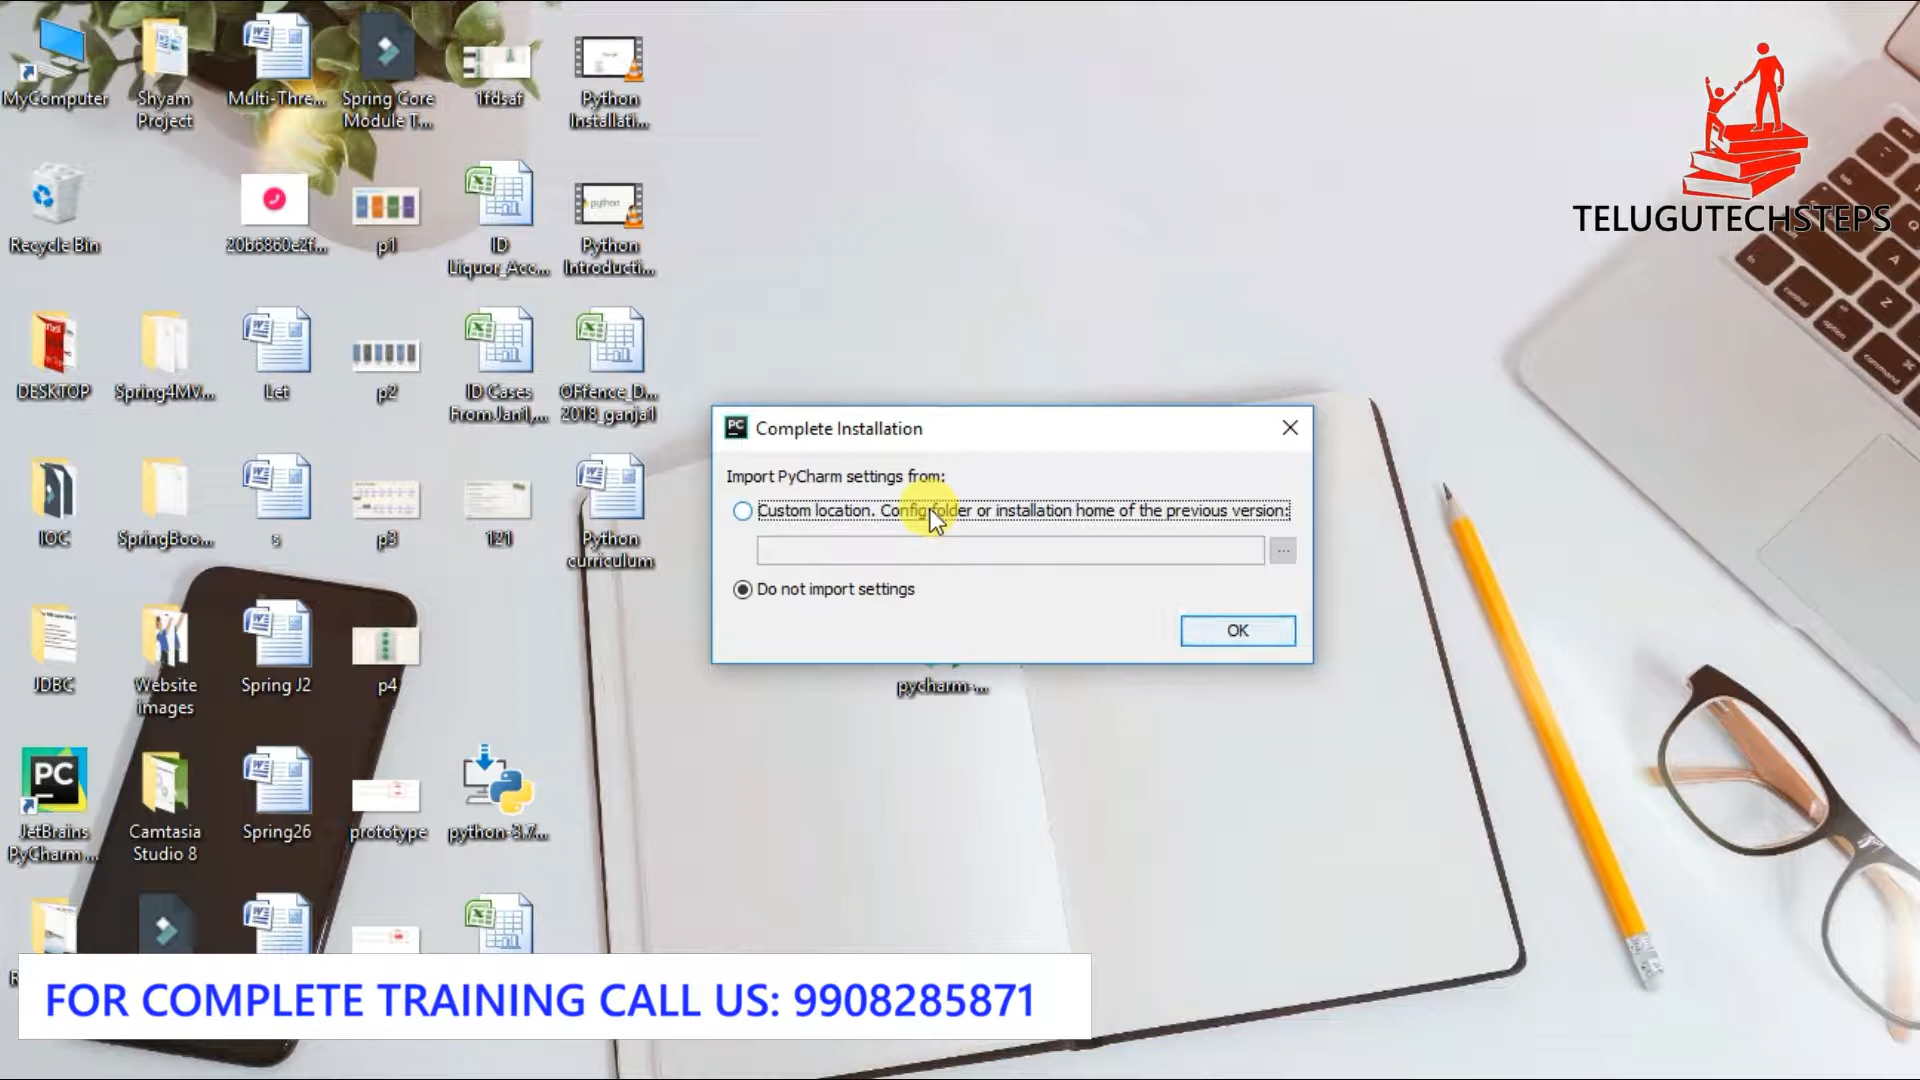 MyComputer
Shyam
Project
Multi-Thre...
Spring Core
Module T...
1fdsaf
Python
Installati...
TELUGUTECHSTEPS
Recycle Bin
20b6860e2f...
p1
ID
Liquor_Acc...
python
Python
Introducti...
DESKTOP
Spring4MV...
Let
p2
ID Cases
From Jan1,...
OFfence_D...
2018_ganja1
PC
Complete Installation
Import PyCharm settings from:
Custom location. Config folder or installation home of the previous version:
...
Do not import settings
OK
IOC
SpringBoo...
s
p3
121
Python
curriculum
JDBC
Website
images
Spring J2
p4
pycharm-...
PC
JetBrains
PyCharm ...
Camtasia
Studio 8
Spring26
prototype
python-3.7...
FOR COMPLETE TRAINING CALL US: 9908285871